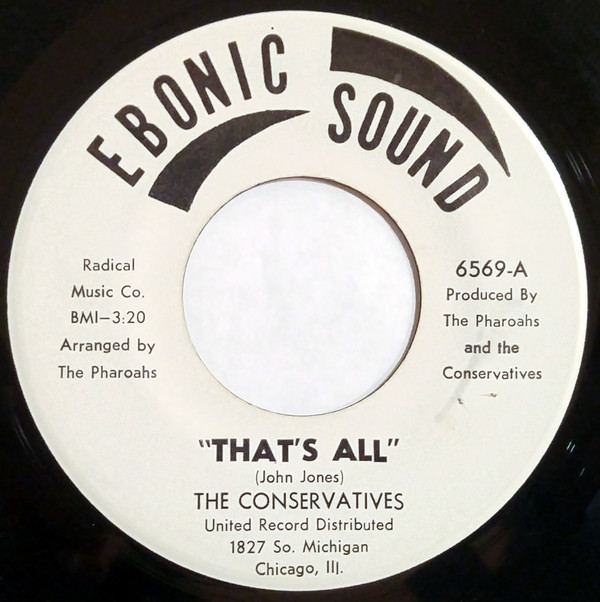 EBONIC SOUND
Radical
Music Co.
BMI–3:20
Arranged by
The Pharoahs
6569-A
Produced By
The Pharoahs
and the
Conservatives
"THAT'S ALL"
(John Jones)
THE CONSERVATIVES
United Record Distributed
1827 So. Michigan
Chicago, Ill.